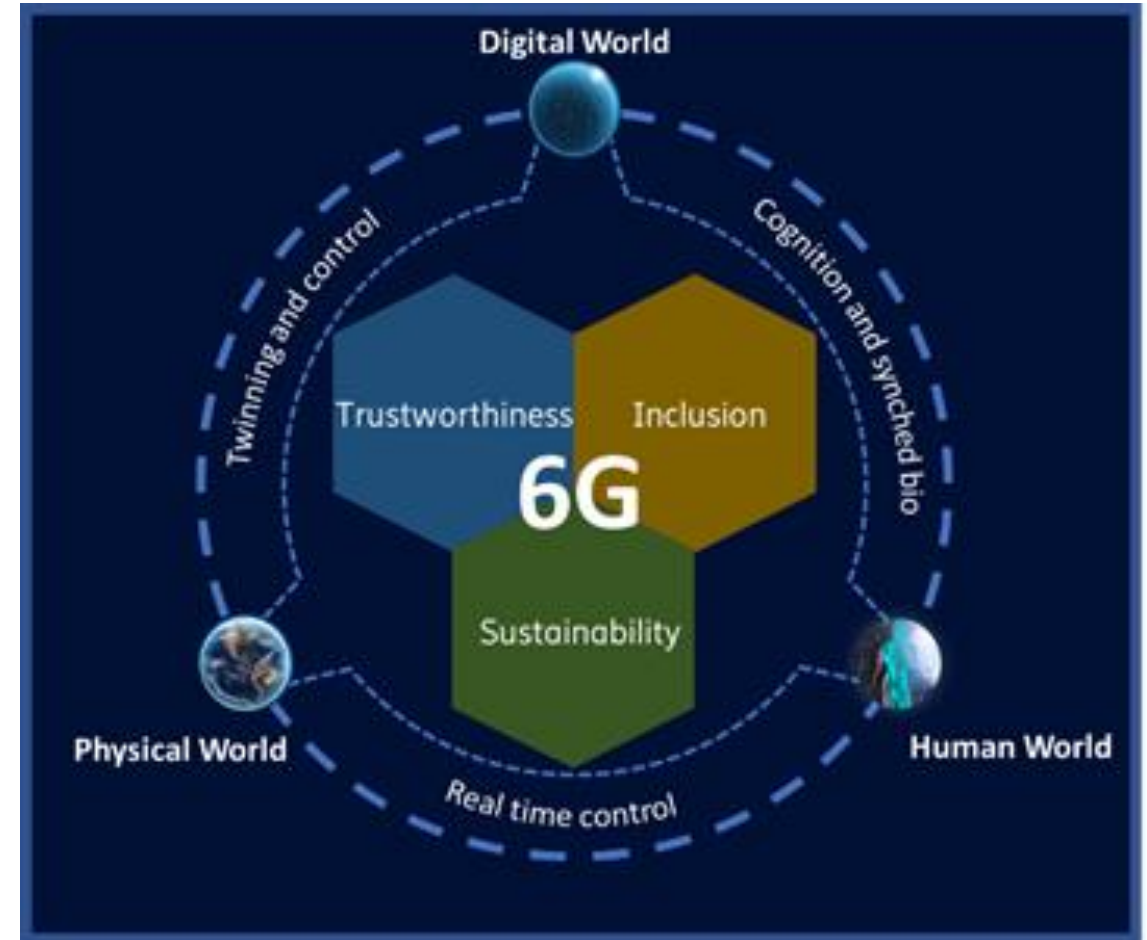 Digital World
Twinning and control
Cognition and synched bio
Trustworthiness
Inclusion
6G
Sustainability
Physical World
Human World
Real time control